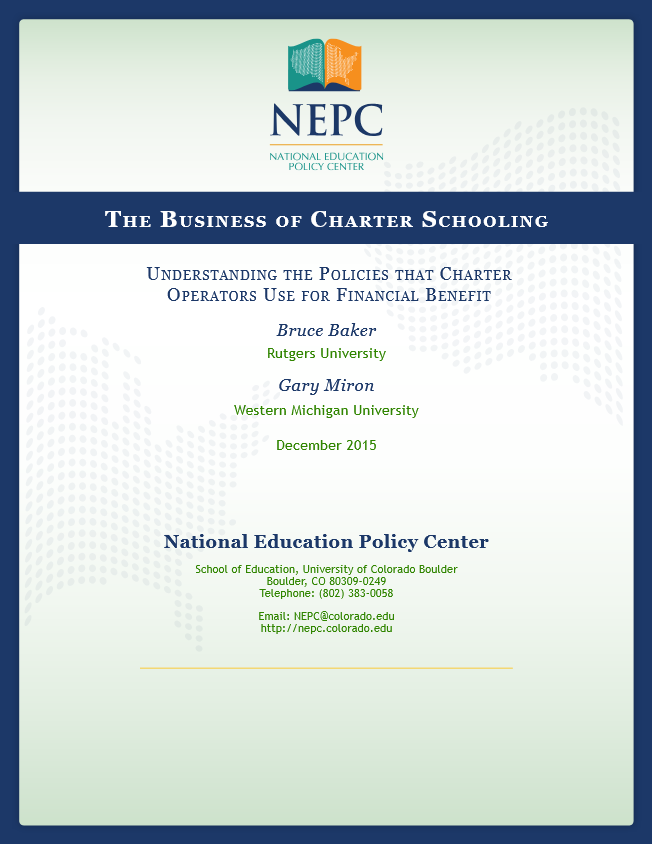 NEPC
NATIONAL EDUCATION
POLICY CENTER
The Business of Charter Schooling
Understanding the Policies that Charter
Operators Use for Financial Benefit
Bruce Baker
Rutgers University
Gary Miron
Western Michigan University
December 2015
National Education Policy Center
School of Education, University of Colorado Boulder
Boulder, CO 80309-0249
Telephone: (802) 383-0058
Email: NEPC@colorado.edu
http://nepc.colorado.edu